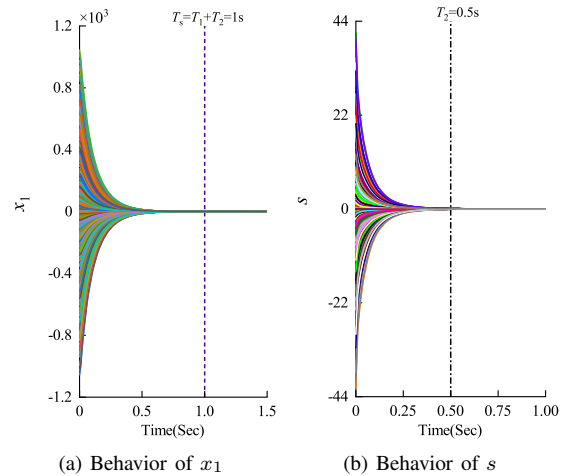 ×10³
T_s=T_1+T_2=1s
1.2
0.8
0.4
0
-0.4
-0.8
-1.2
x_1
0
0.5
1.0
1.5
Time(Sec)
(a) Behavior of x_1
T_2=0.5s
44
22
0
-22
-44
s
0
0.25
0.50
0.75
1.00
Time(Sec)
(b) Behavior of s